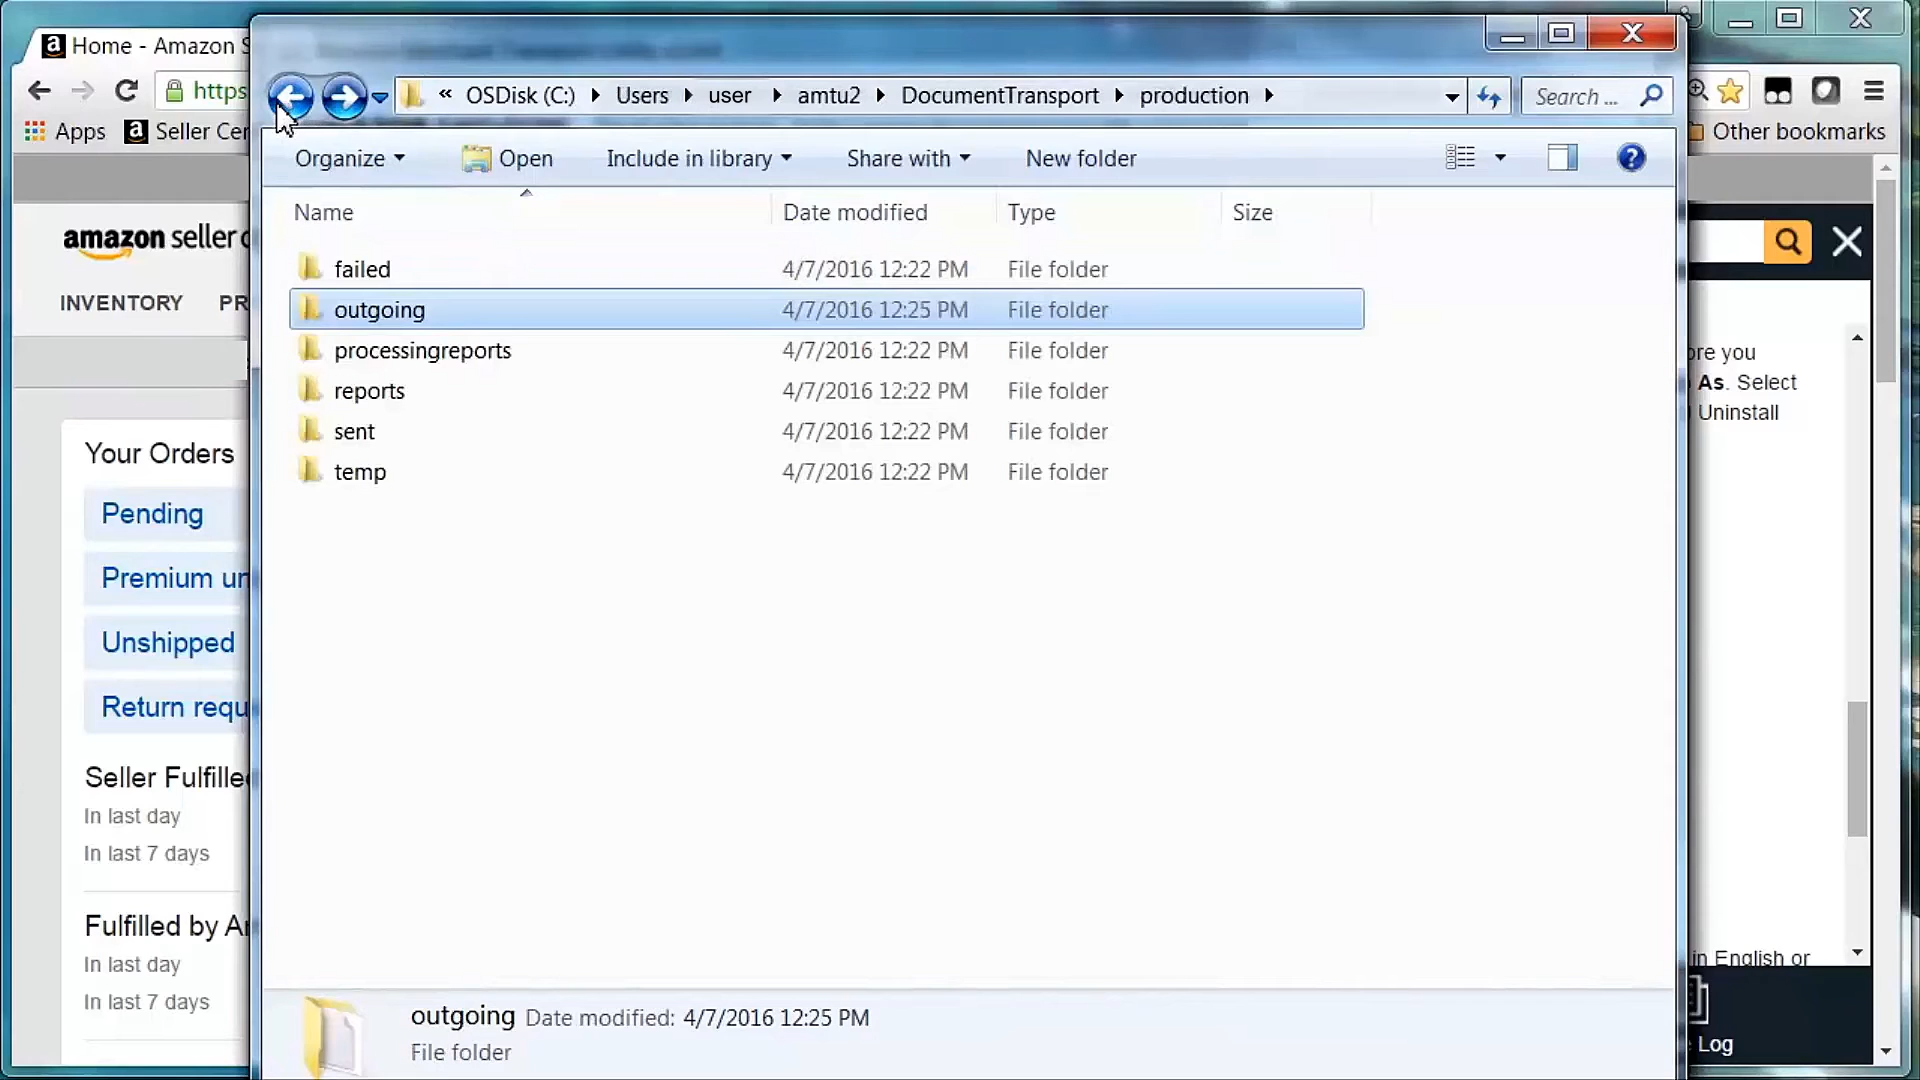 Home - Amazon S
https
Apps
Seller Cen
Other bookmarks
« OSDisk (C:) Users user amtu2 DocumentTransport production
Search ...
Organize Open Include in library Share with New folder
Name Date modified Type Size
failed 4/7/2016 12:22 PM File folder
outgoing 4/7/2016 12:25 PM File folder
processingreports 4/7/2016 12:22 PM File folder
reports 4/7/2016 12:22 PM File folder
sent 4/7/2016 12:22 PM File folder
temp 4/7/2016 12:22 PM File folder
outgoing Date modified: 4/7/2016 12:25 PM
File folder
amazon seller c
INVENTORY PR
Your Orders
Pending
Premium un
Unshipped
Return requ
Seller Fulfilled
In last day
In last 7 days
Fulfilled by A
In last day
In last 7 days
ore you
As. Select
Uninstall
in English or
Log